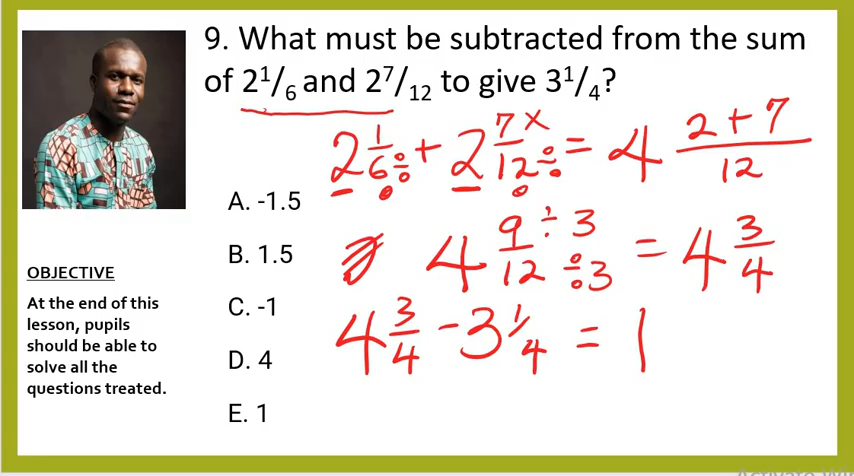 9. What must be subtracted from the sum
of 2¹/₆ and 2⁷/₁₂ to give 3¹/₄?
2 1/6 ÷ + 2 7/12 × ÷ = 4 (2 + 7)/12
A. -1.5
4 9/12 ÷ 3 ÷ 3 = 4 3/4
B. 1.5
OBJECTIVE
At the end of this
lesson, pupils
should be able to
solve all the
questions treated.
C. -1
4 3/4 - 3 1/4 = 1
D. 4
E. 1